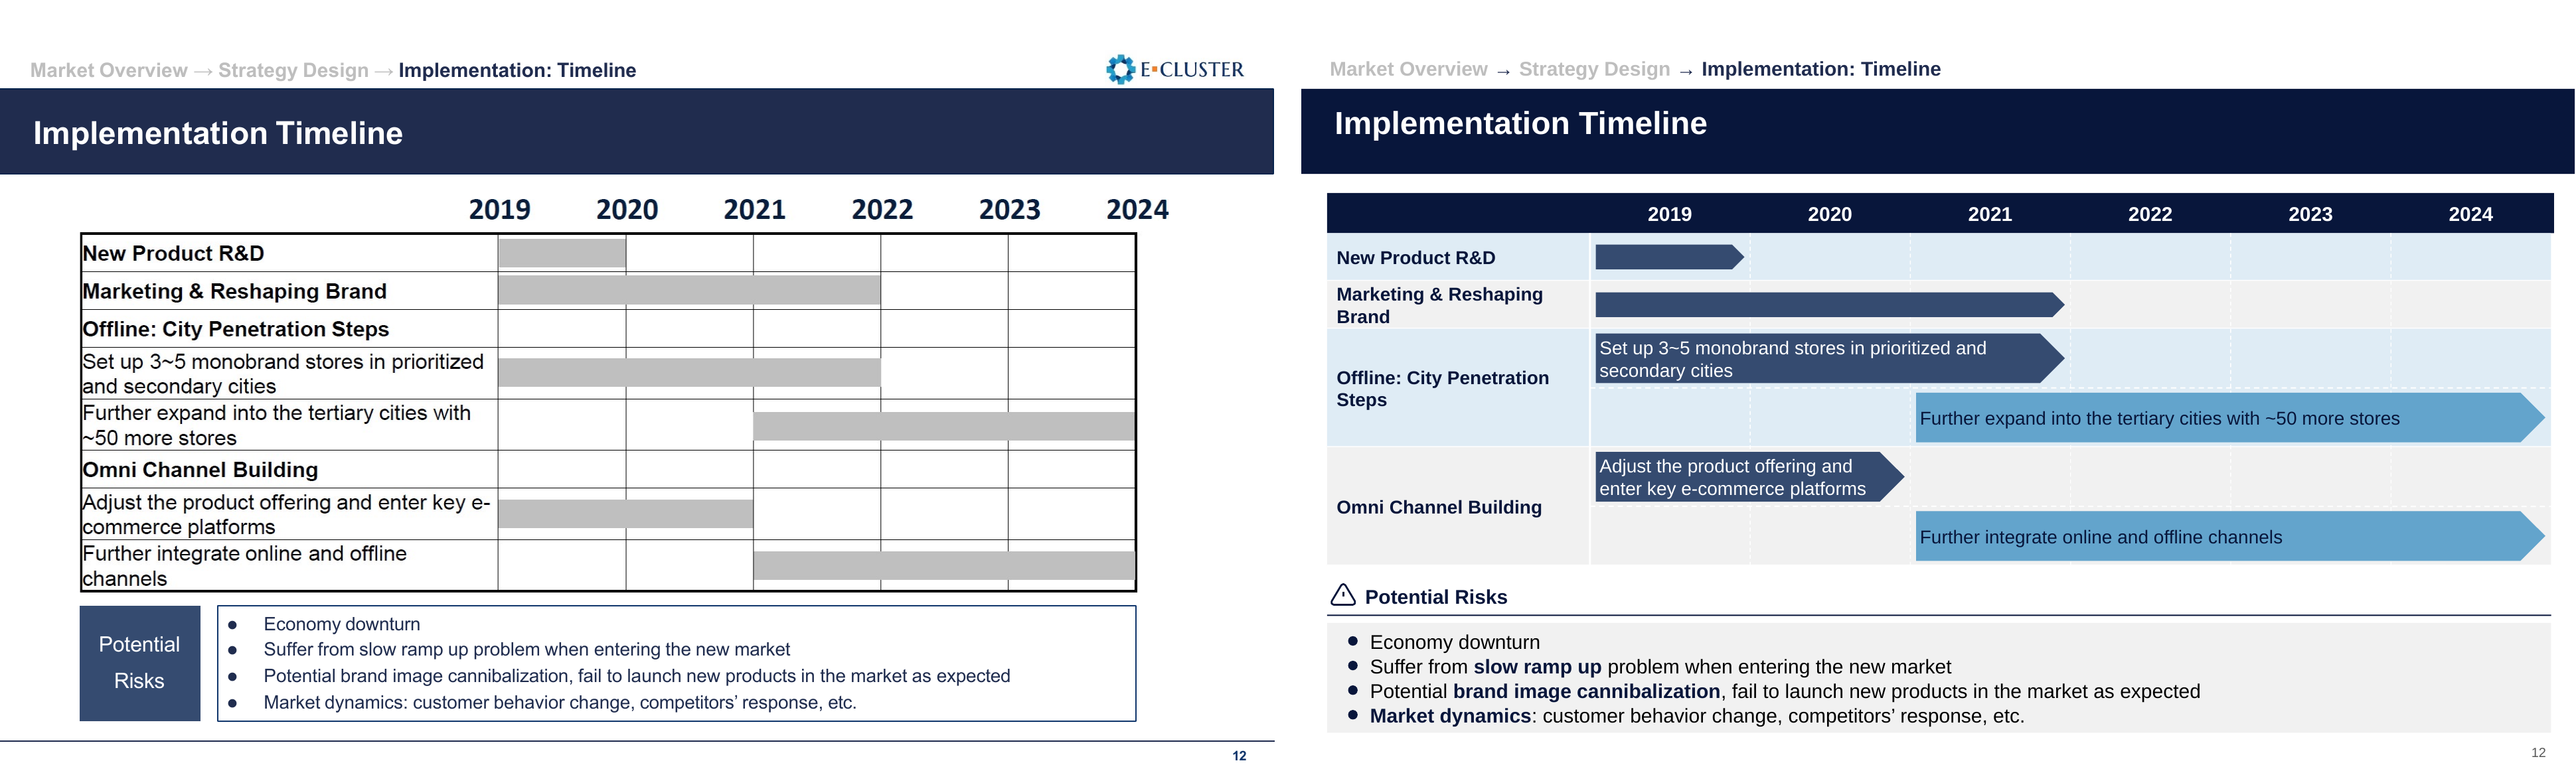 Market Overview → Strategy Design → Implementation: Timeline
E-CLUSTER
Implementation Timeline
2019 2020 2021 2022 2023 2024
New Product R&D
Marketing & Reshaping Brand
Offline: City Penetration Steps
Set up 3~5 monobrand stores in prioritized
and secondary cities
Further expand into the tertiary cities with
~50 more stores
Omni Channel Building
Adjust the product offering and enter key e-
commerce platforms
Further integrate online and offline
channels
Potential
Risks
● Economy downturn
● Suffer from slow ramp up problem when entering the new market
● Potential brand image cannibalization, fail to launch new products in the market as expected
● Market dynamics: customer behavior change, competitors’ response, etc.
12
Market Overview → Strategy Design → Implementation: Timeline
Implementation Timeline
2019 2020 2021 2022 2023 2024
New Product R&D
Marketing & Reshaping
Brand
Offline: City Penetration
Steps
Set up 3~5 monobrand stores in prioritized and
secondary cities
Further expand into the tertiary cities with ~50 more stores
Omni Channel Building
Adjust the product offering and
enter key e-commerce platforms
Further integrate online and offline channels
Potential Risks
● Economy downturn
● Suffer from slow ramp up problem when entering the new market
● Potential brand image cannibalization, fail to launch new products in the market as expected
● Market dynamics: customer behavior change, competitors’ response, etc.
12